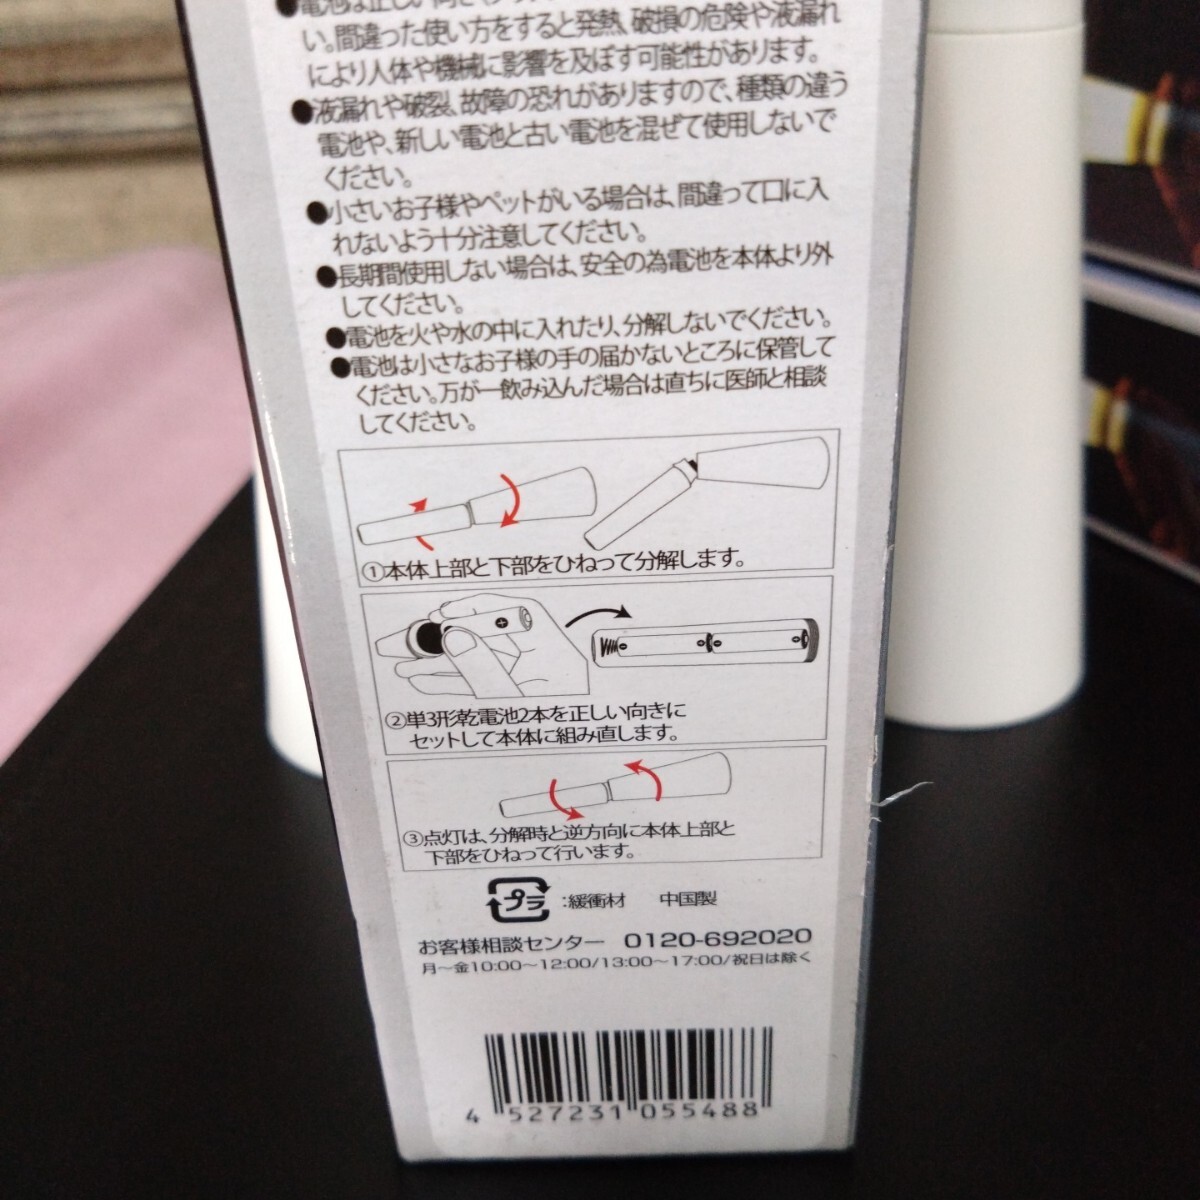 い。間違った使い方をすると発熱、破損の危険や液漏れ
により人体や機械に影響を及ぼす可能性があります。
●液漏れや破裂、故障の恐れがありますので、種類の違う
電池や、新しい電池と古い電池を混ぜて使用しないで
ください。
●小さいお子様やペットがいる場合は、間違って口に入
れないよう十分注意してください。
●長期間使用しない場合は、安全の為電池を本体より外
してください。
●電池を火や水の中に入れたり、分解しないでください。
●電池は小さなお子様の手の届かないところに保管して
ください。万が一飲み込んだ場合は直ちに医師と相談
してください。
①本体上部と下部をひねって分解します。
②単3形乾電池2本を正しい向きに
セットして本体に組み直します。
③点灯は、分解時と逆方向に本体上部と
下部をひねって行います。
プラ :緩衝材 中国製
お客様相談センター 0120-692020
月〜金10:00〜12:00/13:00〜17:00/祝日は除く
4 527231 055488